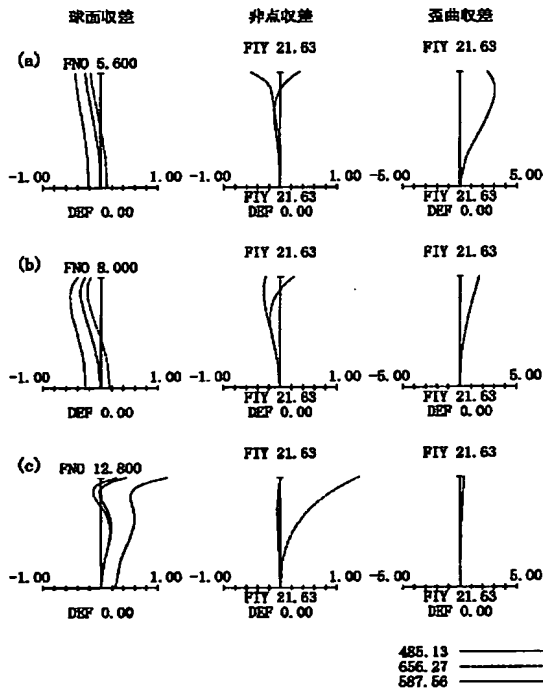 球面収差 非点収差 歪曲収差
FIY 21.63 FIY 21.63
(a) FNO 5.600
-1.00 1.00 -1.00 1.00 -5.00 5.00
FIY 21.63 FIY 21.63
DEF 0.00 DEF 0.00 DEF 0.00
FIY 21.63 FIY 21.63
(b) FNO 8.000
-1.00 1.00 -1.00 1.00 -5.00 5.00
FIY 21.63 FIY 21.63
DEF 0.00 DEF 0.00 DEF 0.00
FIY 21.63 FIY 21.63
(c) FNO 12.800
-1.00 1.00 -1.00 1.00 -5.00 5.00
FIY 21.63 FIY 21.63
DEF 0.00 DEF 0.00 DEF 0.00
485.13
656.27
587.56